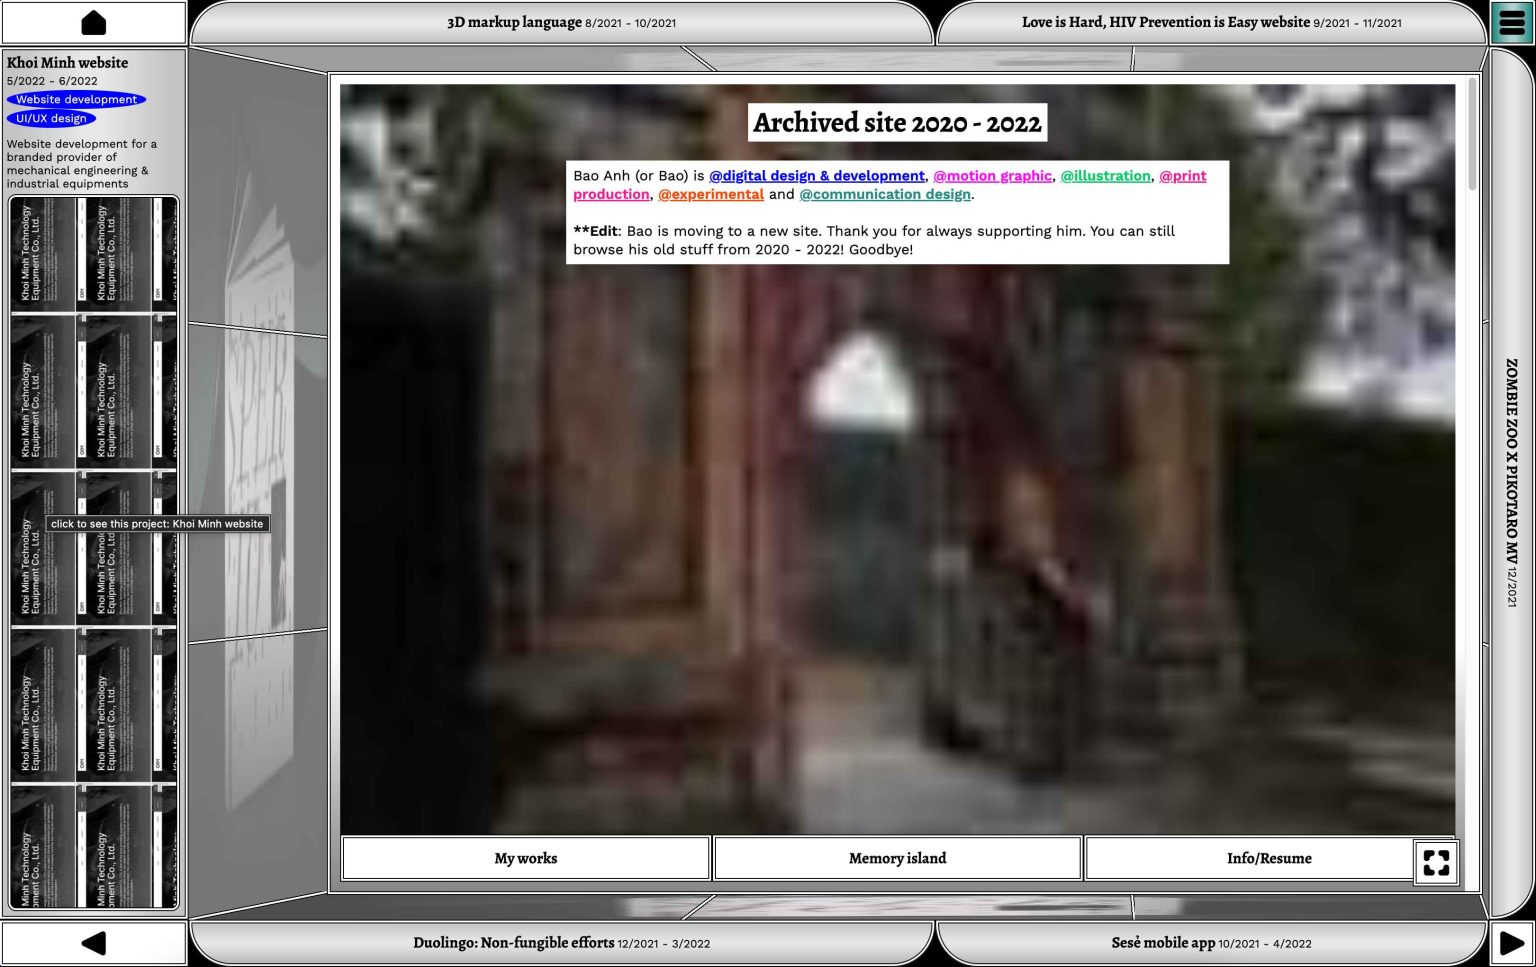 3D markup language 8/2021 - 10/2021
Love is Hard, HIV Prevention is Easy website 9/2021 - 11/2021
Khoi Minh website
5/2022 - 6/2022
Website development
UI/UX design
Website development for a
branded provider of
mechanical engineering &
industrial equipments
Khoi Minh Technology
Equipment Co., Ltd.
Khoi Minh Technology
Equipment Co., Ltd.
Khoi Minh Technology
Equipment Co., Ltd.
Khoi Minh Technology
Equipment Co., Ltd.
Khoi Minh Technology
Equipment Co., Ltd.
Khoi Minh Technology
click to see this project: Khoi Minh website
Khoi Minh Technology
Equipment Co., Ltd.
Khoi Minh Technology
Equipment Co., Ltd.
Minh Technology
Co., Ltd.
Minh Technology
Co., Ltd.
Archived site 2020 - 2022
Bao Anh (or Bao) is @digital design & development, @motion graphic, @illustration, @print
production, @experimental and @communication design.
**Edit: Bao is moving to a new site. Thank you for always supporting him. You can still
browse his old stuff from 2020 - 2022! Goodbye!
My works
Memory island
Info/Resume
ZOMBIE ZOO X PIKOTARO MV 12/2021
Duolingo: Non-fungible efforts 12/2021 - 3/2022
Sesẻ mobile app 10/2021 - 4/2022